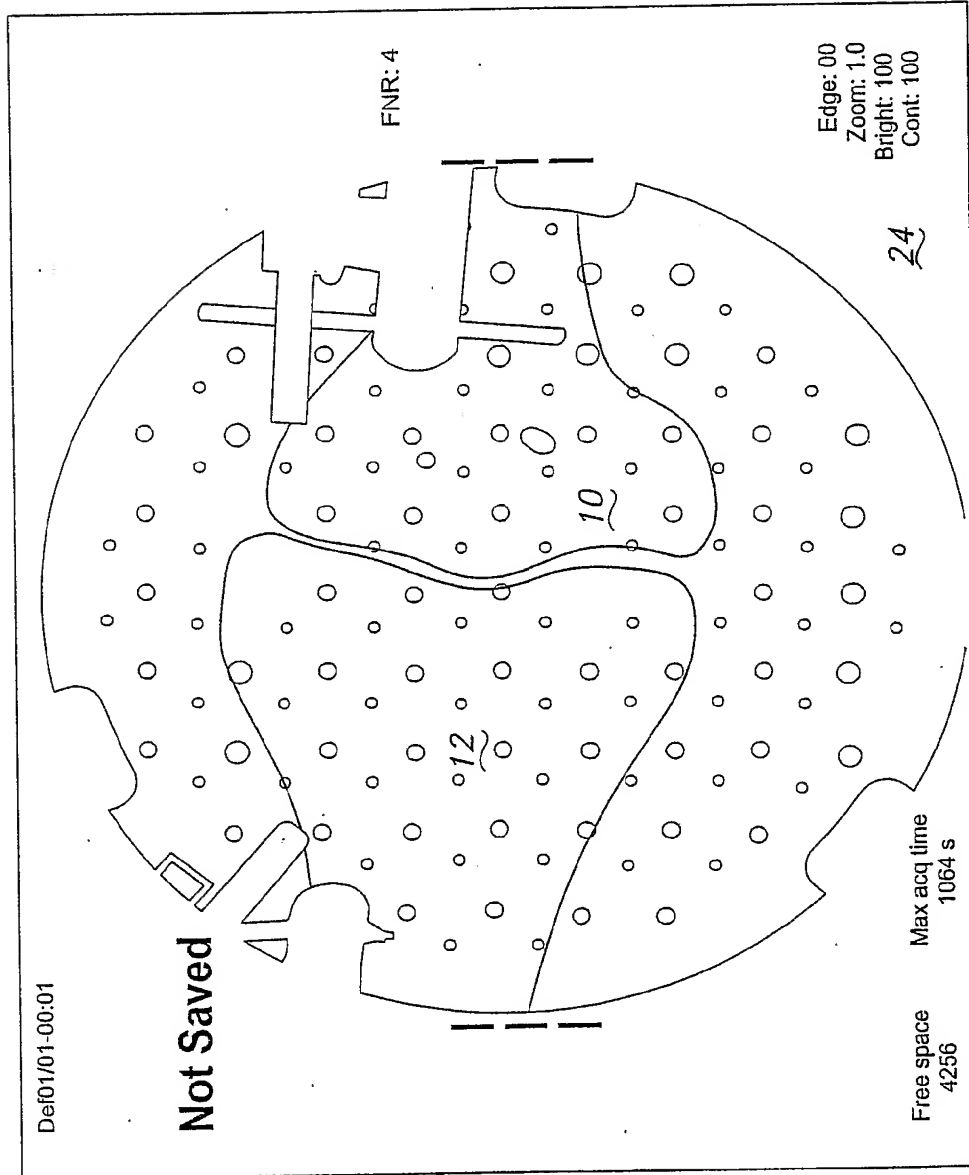 Def01/01-00:01
Not Saved
FNR: 4
12
10
24
Free space
4256
Max acq time
1064 s
Edge: 00
Zoom: 1.0
Bright: 100
Cont: 100